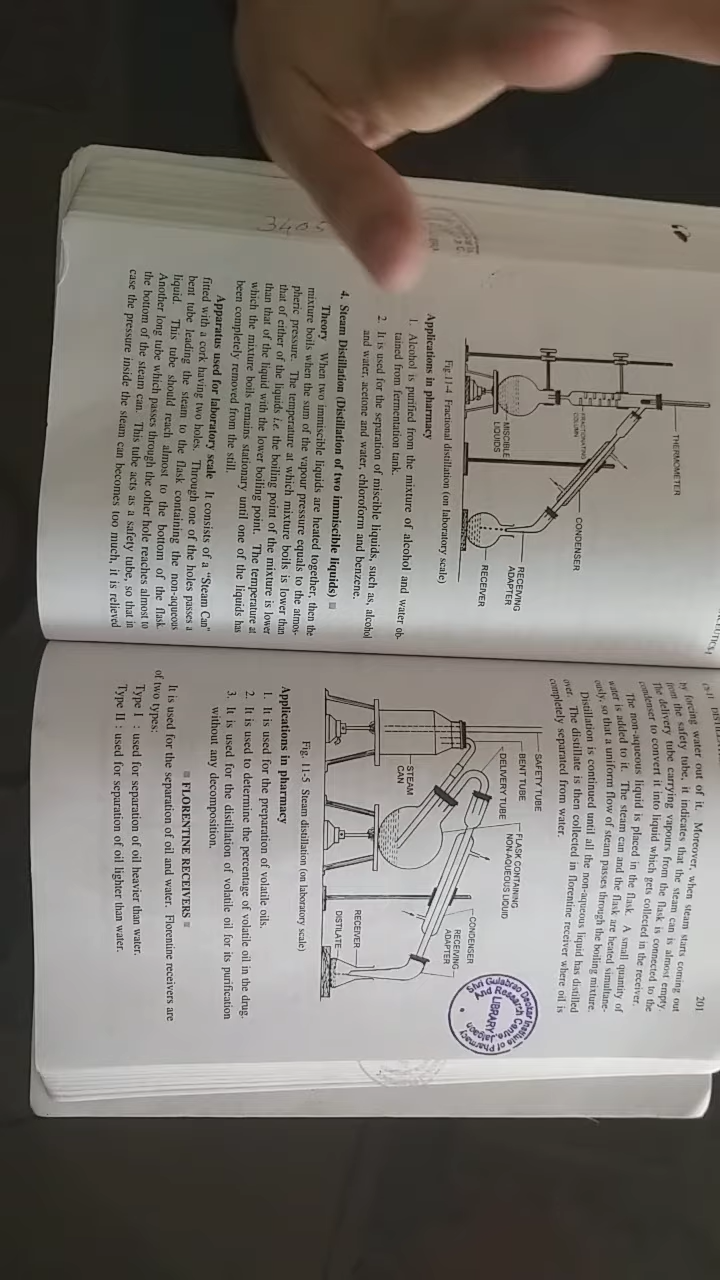 THERMOMETER
FRACTIONATING
COLUMN
CONDENSER
MISCIBLE
LIQUIDS
RECEIVING
ADAPTER
RECEIVER
Fig 11-4 Fractional distillation (on laboratory scale)
Applications in pharmacy
1. Alcohol is purified from the mixture of alcohol and water ob-
tained from fermentation tank.
2. It is used for the separation of miscible liquids, such as, alcohol
and water; acetone and water, chloroform and benzene.
4. Steam Distillation (Distillation of two immiscible liquids)
Theory When two immiscible liquids are heated together, then the
mixture boils when the sum of the vapour pressure equals to the atmos-
pheric pressure. The temperature at which mixture boils is lower than
that of either of the liquids i.e. the boiling point of the mixture is lower
than that of the liquid with the lower boiling point. The temperature at
which the mixture boils remains stationary until one of the liquids has
been completely removed from the still.
Apparatus used for laboratory scale It consists of a "Steam Can"
fitted with a cork having two holes. Through one of the holes passes a
bent tube leading the steam to the flask containing the non-aqueous
liquid. This tube should reach almost to the bottom of the flask.
Another long tube which passes through the other hole reaches almost to
the bottom of the steam can. This tube acts as a safety tube, so that in
case the pressure inside the steam can becomes too much, it is relieved
3405
201
by forcing water out of it. Moreover, when steam starts coming out
from the safety tube, it indicates that the steam can is almost empty.
The delivery tube carrying vapours from the flask is connected to the
condenser to convert it into liquid which gets collected in the receiver.
The non-aqueous liquid is placed in the flask. A small quantity of
water is added to it. The steam can and the flask are heated simultane-
ously, so that a uniform flow of steam passes through the boiling mixture.
Distillation is continued until all the non-aqueous liquid has distilled
over. The distillate is then collected in florentine receiver where oil is
completely separated from water.
SAFETY TUBE
BENT TUBE
DELIVERY TUBE
FLASK CONTAINING
NON-AQUEOUS LIQUID
CONDENSER
RECEIVING
ADAPTER
STEAM
CAN
RECEIVER
DISTILATE
Shri Gulabrao Deokar Institute of Pharmacy
And Research Centre, Jalgaon
LIBRARY
Fig. 11-5 Steam distillation (on laboratory scale)
Applications in pharmacy
1. It is used for the preparation of volatile oils.
2. It is used to determine the percentage of volatile oil in the drug.
3. It is used for the distillation of volatile oil for its purification
without any decomposition.
FLORENTINE RECEIVERS
It is used for the separation of oil and water. Florentine receivers are
of two types:
Type I : used for separation of oil heavier than water.
Type II : used for separation of oil lighter than water.